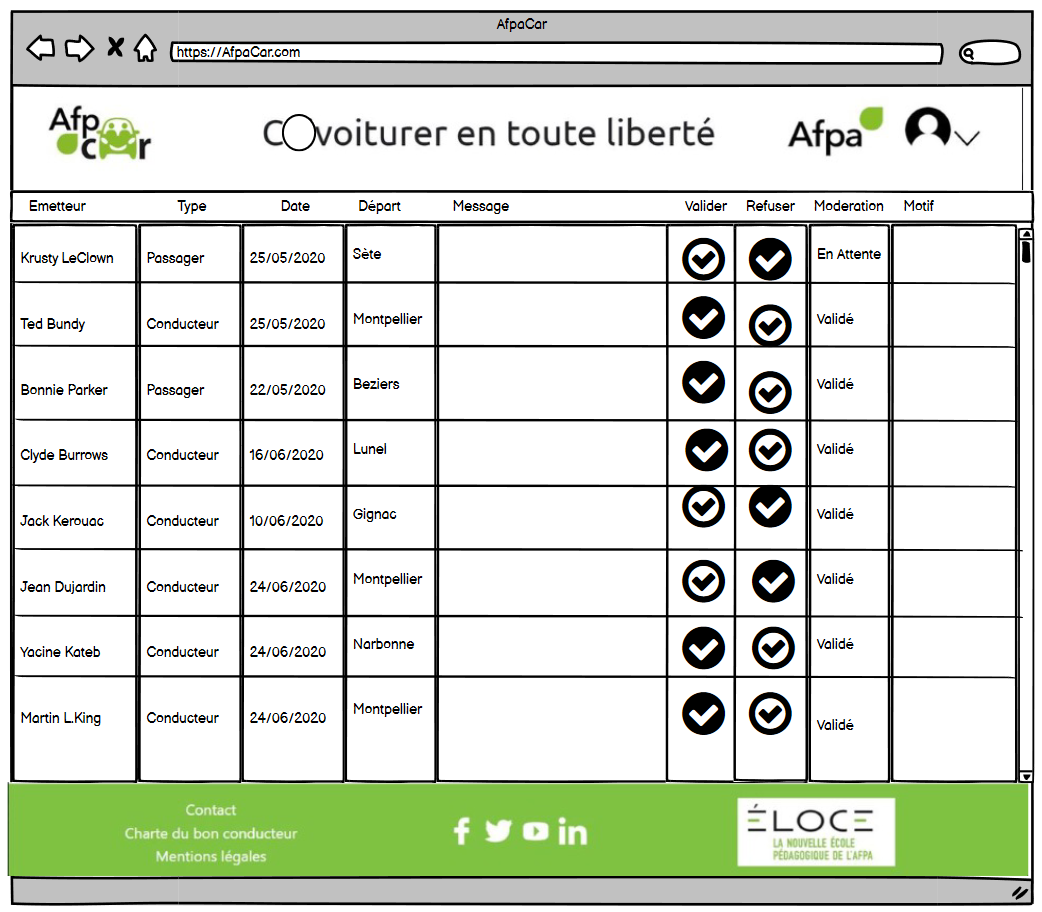 AfpaCar
https://AfpaCar.com
Afp
car
Covoiturer en toute liberté
Afpa
Emetteur Type Date Départ Message Valider Refuser Moderation Motif
Krusty LeClown Passager 25/05/2020 Sète En Attente
Ted Bundy Conducteur 25/05/2020 Montpellier Validé
Bonnie Parker Passager 22/05/2020 Beziers Validé
Clyde Burrows Conducteur 16/06/2020 Lunel Validé
Jack Kerouac Conducteur 10/06/2020 Gignac Validé
Jean Dujardin Conducteur 24/06/2020 Montpellier Validé
Yacine Kateb Conducteur 24/06/2020 Narbonne Validé
Martin L.King Conducteur 24/06/2020 Montpellier Validé
Contact
Charte du bon conducteur
Mentions légales
ÉLOCE
LA NOUVELLE ÉCOLE
PÉDAGOGIQUE DE L'AFPA